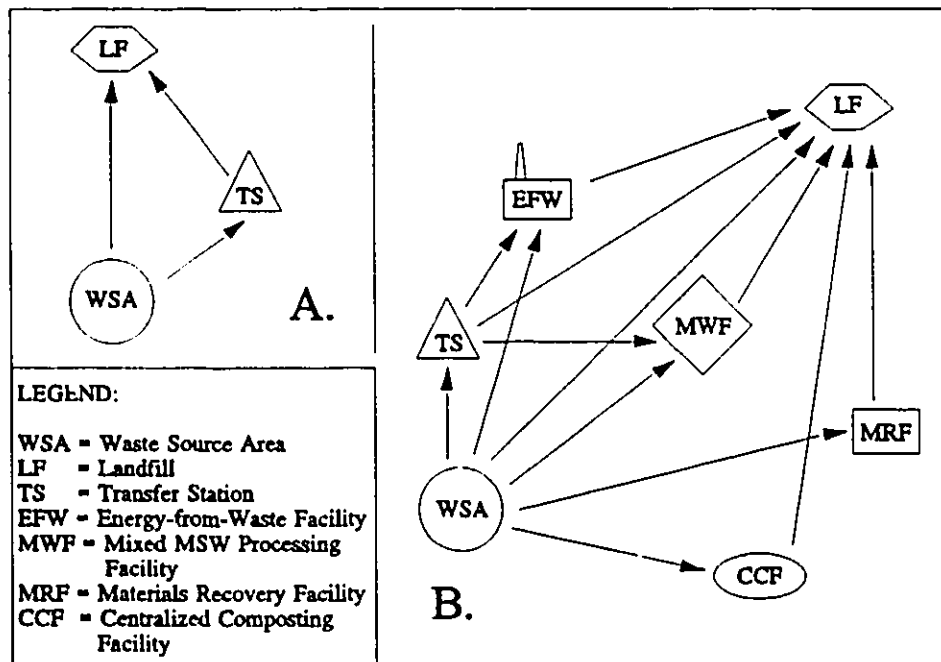 LF
TS
WSA
A.
LEGEND:
WSA = Waste Source Area
LF = Landfill
TS = Transfer Station
EFW = Energy-from-Waste Facility
MWF = Mixed MSW Processing
Facility
MRF = Materials Recovery Facility
CCF = Centralized Composting
Facility
LF
EFW
TS
MWF
MRF
WSA
CCF
B.